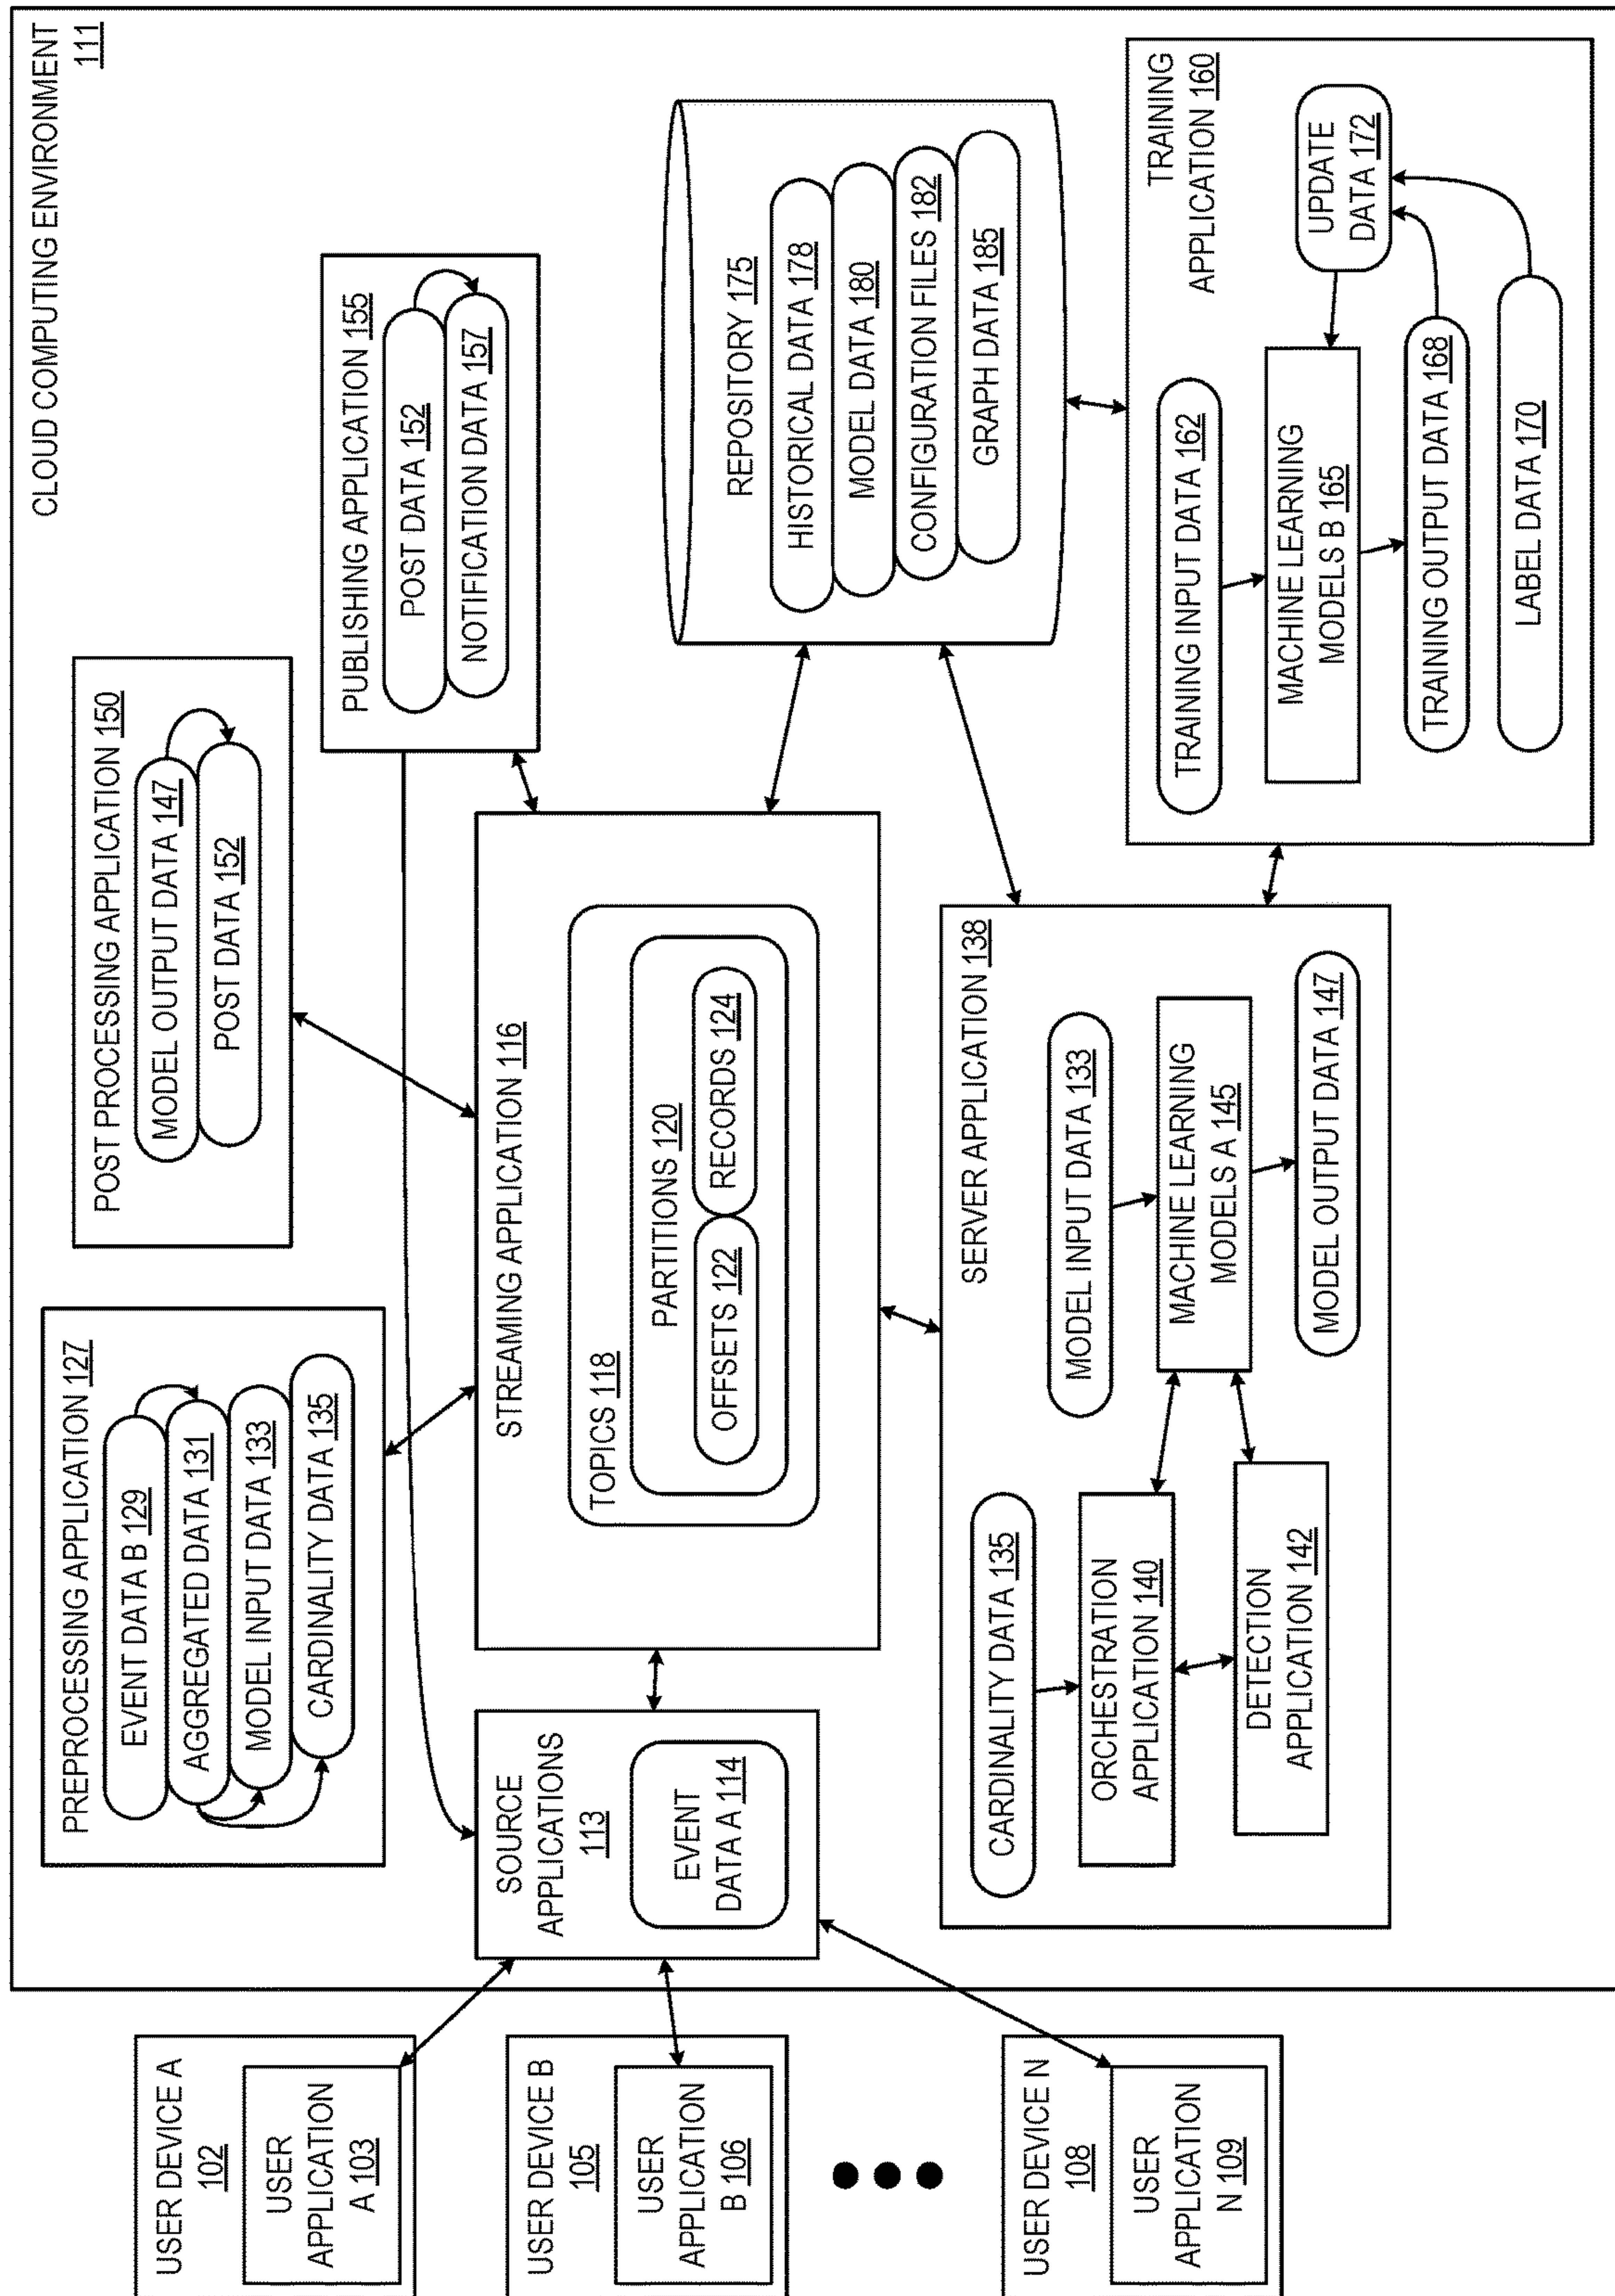 CLOUD COMPUTING ENVIRONMENT
111
USER DEVICE A
102
USER
APPLICATION
A 103
USER DEVICE B
105
USER
APPLICATION
B 106
USER DEVICE N
108
USER
APPLICATION
N 109
PREPROCESSING APPLICATION 127
EVENT DATA B 129
AGGREGATED DATA 131
MODEL INPUT DATA 133
CARDINALITY DATA 135
POST PROCESSING APPLICATION 150
MODEL OUTPUT DATA 147
POST DATA 152
PUBLISHING APPLICATION 155
POST DATA 152
NOTIFICATION DATA 157
SOURCE
APPLICATIONS
113
EVENT
DATA A 114
STREAMING APPLICATION 116
TOPICS 118
PARTITIONS 120
OFFSETS 122
RECORDS 124
REPOSITORY 175
HISTORICAL DATA 178
MODEL DATA 180
CONFIGURATION FILES 182
GRAPH DATA 185
SERVER APPLICATION 138
CARDINALITY DATA 135
ORCHESTRATION
APPLICATION 140
DETECTION
APPLICATION 142
MODEL INPUT DATA 133
MACHINE LEARNING
MODELS A 145
MODEL OUTPUT DATA 147
TRAINING
APPLICATION 160
TRAINING INPUT DATA 162
MACHINE LEARNING
MODELS B 165
UPDATE
DATA 172
TRAINING OUTPUT DATA 168
LABEL DATA 170